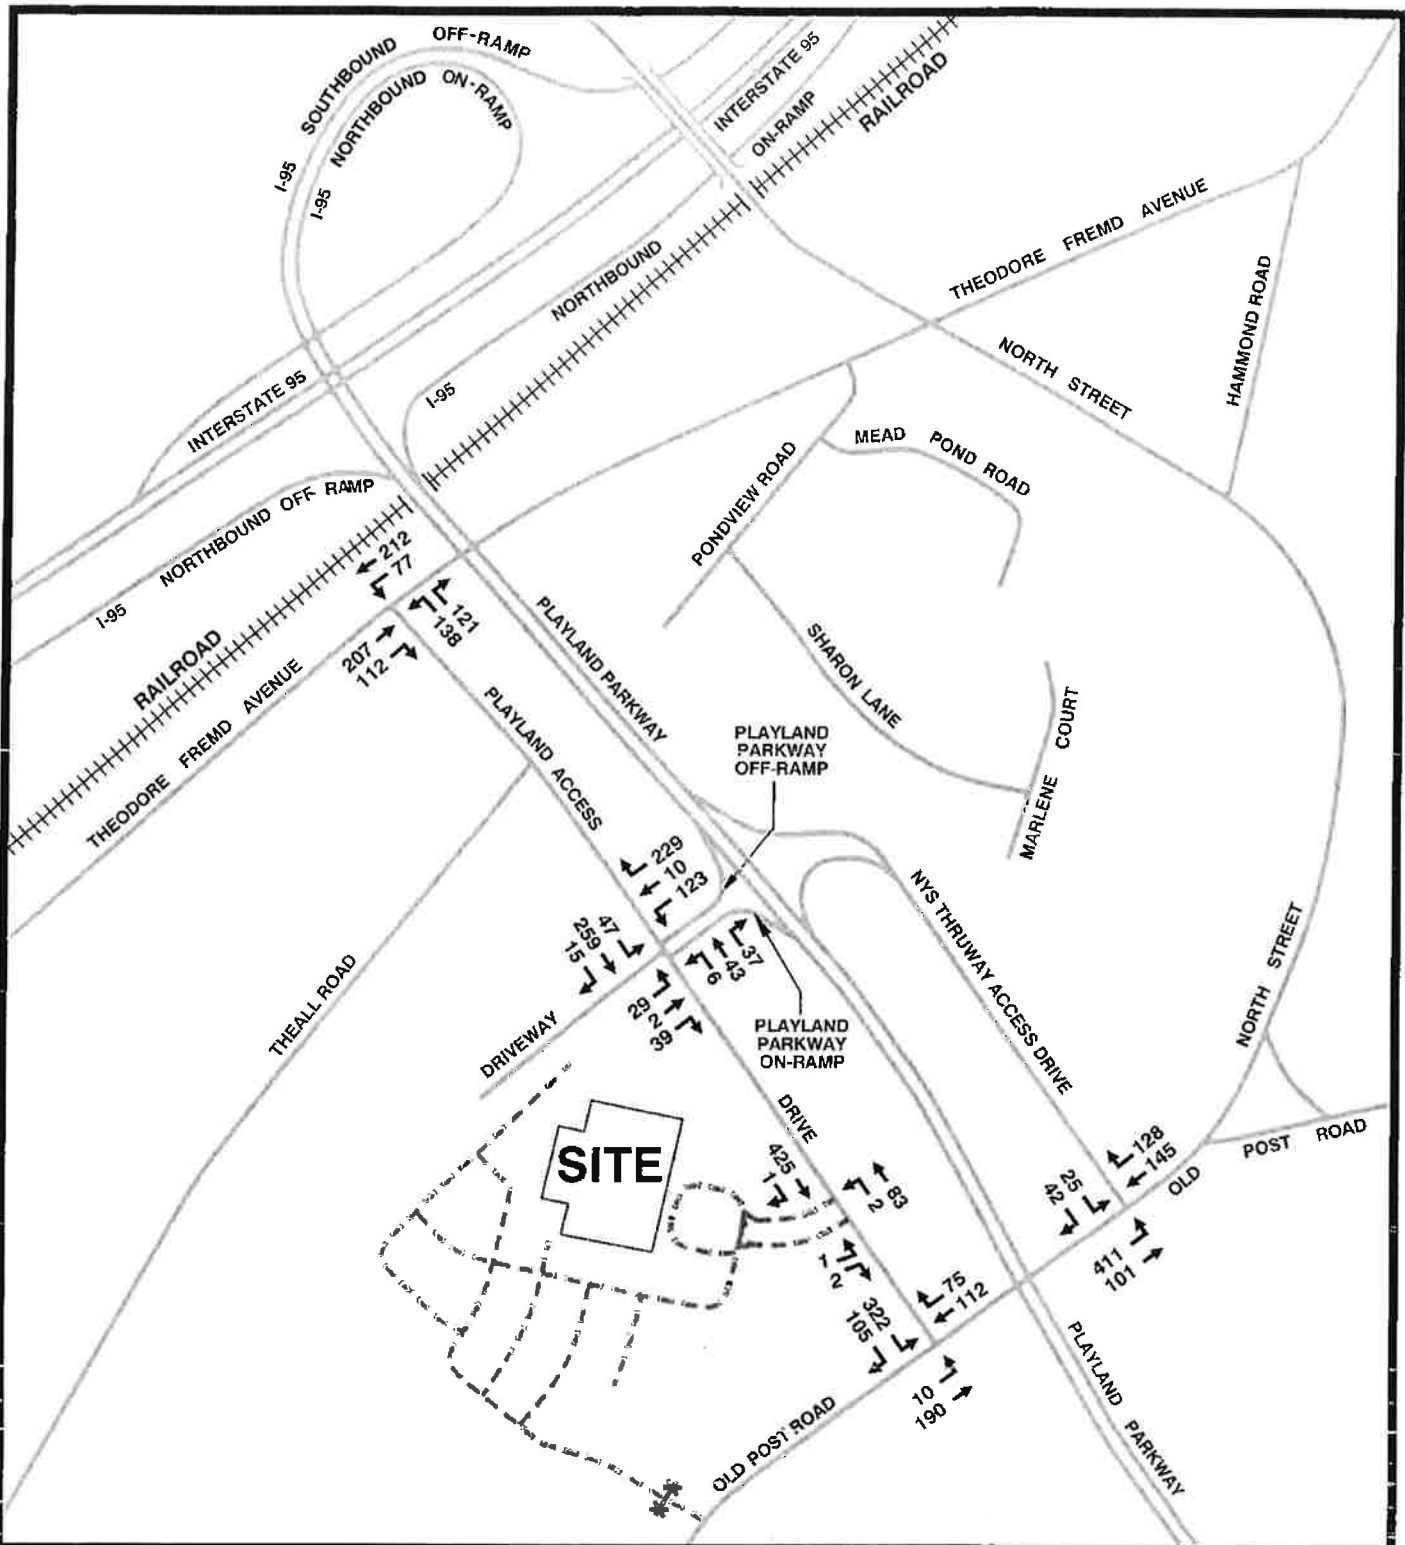 I-95 SOUTHBOUND OFF-RAMP
I-95 NORTHBOUND ON-RAMP
INTERSTATE 95
ON-RAMP
RAILROAD
THEODORE FREMD AVENUE
HAMMOND ROAD
NORTHBOUND
I-95
NORTH STREET
INTERSTATE 95
MEAD POND ROAD
PONDVIEW ROAD
I-95 NORTHBOUND OFF RAMP
212
77
121
138
207
112
RAILROAD
THEODORE FREMD AVENUE
PLAYLAND PARKWAY
SHARON LANE
MARLENE COURT
PLAYLAND ACCESS
PLAYLAND
PARKWAY
OFF-RAMP
229
10
123
47
259
15
37
43
6
29
2
39
NYS THRUWAY ACCESS DRIVE
NORTH STREET
THEALL ROAD
DRIVEWAY
PLAYLAND
PARKWAY
ON-RAMP
DRIVE
SITE
425
1
83
2
1
2
128
145
25
42
411
101
OLD
POST ROAD
75
112
322
105
10
190
OLD POST ROAD
PLAYLAND PARKWAY